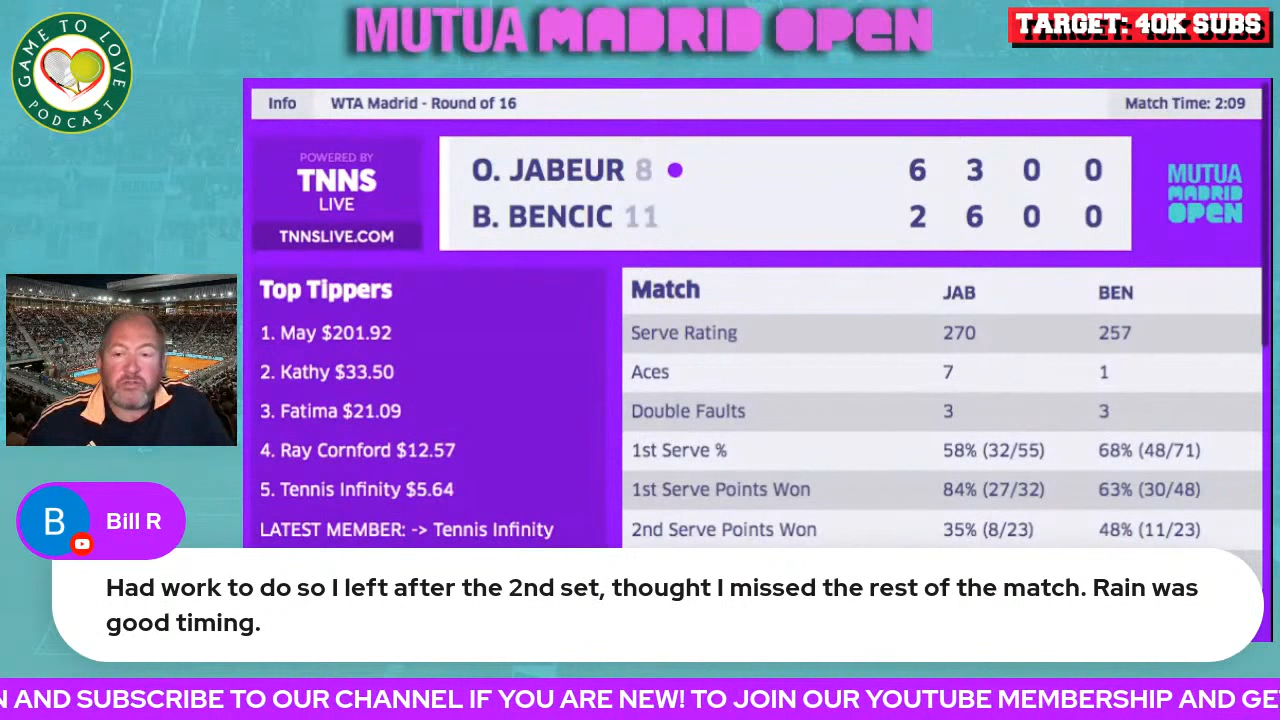 GAME TO LOVE
PODCAST
MUTUA MADRID OPEN
TARGET: 40K SUBS
Info WTA Madrid - Round of 16 Match Time: 2:09
POWERED BY
TNNS
LIVE
TNNSLIVE.COM
O. JABEUR 8 6 3 0 0
B. BENCIC 11 2 6 0 0
MUTUA
MADRID
OPEN
Top Tippers
1. May $201.92
2. Kathy $33.50
3. Fatima $21.09
4. Ray Cornford $12.57
5. Tennis Infinity $5.64
LATEST MEMBER: -> Tennis Infinity
Match JAB BEN
Serve Rating 270 257
Aces 7 1
Double Faults 3 3
1st Serve % 58% (32/55) 68% (48/71)
1st Serve Points Won 84% (27/32) 63% (30/48)
2nd Serve Points Won 35% (8/23) 48% (11/23)
B Bill R
Had work to do so I left after the 2nd set, thought I missed the rest of the match. Rain was
good timing.
N AND SUBSCRIBE TO OUR CHANNEL IF YOU ARE NEW! TO JOIN OUR YOUTUBE MEMBERSHIP AND GE